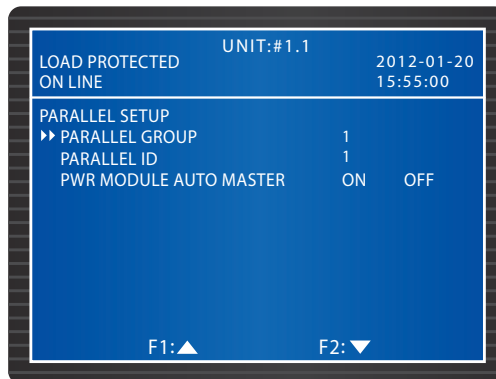 UNIT:#1.1
LOAD PROTECTED 2012-01-20
ON LINE 15:55:00
PARALLEL SETUP
PARALLEL GROUP 1
PARALLEL ID 1
PWR MODULE AUTO MASTER ON OFF
F1: F2: